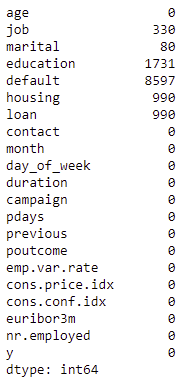 age 0
job 330
marital 80
education 1731
default 8597
housing 990
loan 990
contact 0
month 0
day_of_week 0
duration 0
campaign 0
pdays 0
previous 0
poutcome 0
emp.var.rate 0
cons.price.idx 0
cons.conf.idx 0
euribor3m 0
nr.employed 0
y 0
dtype: int64